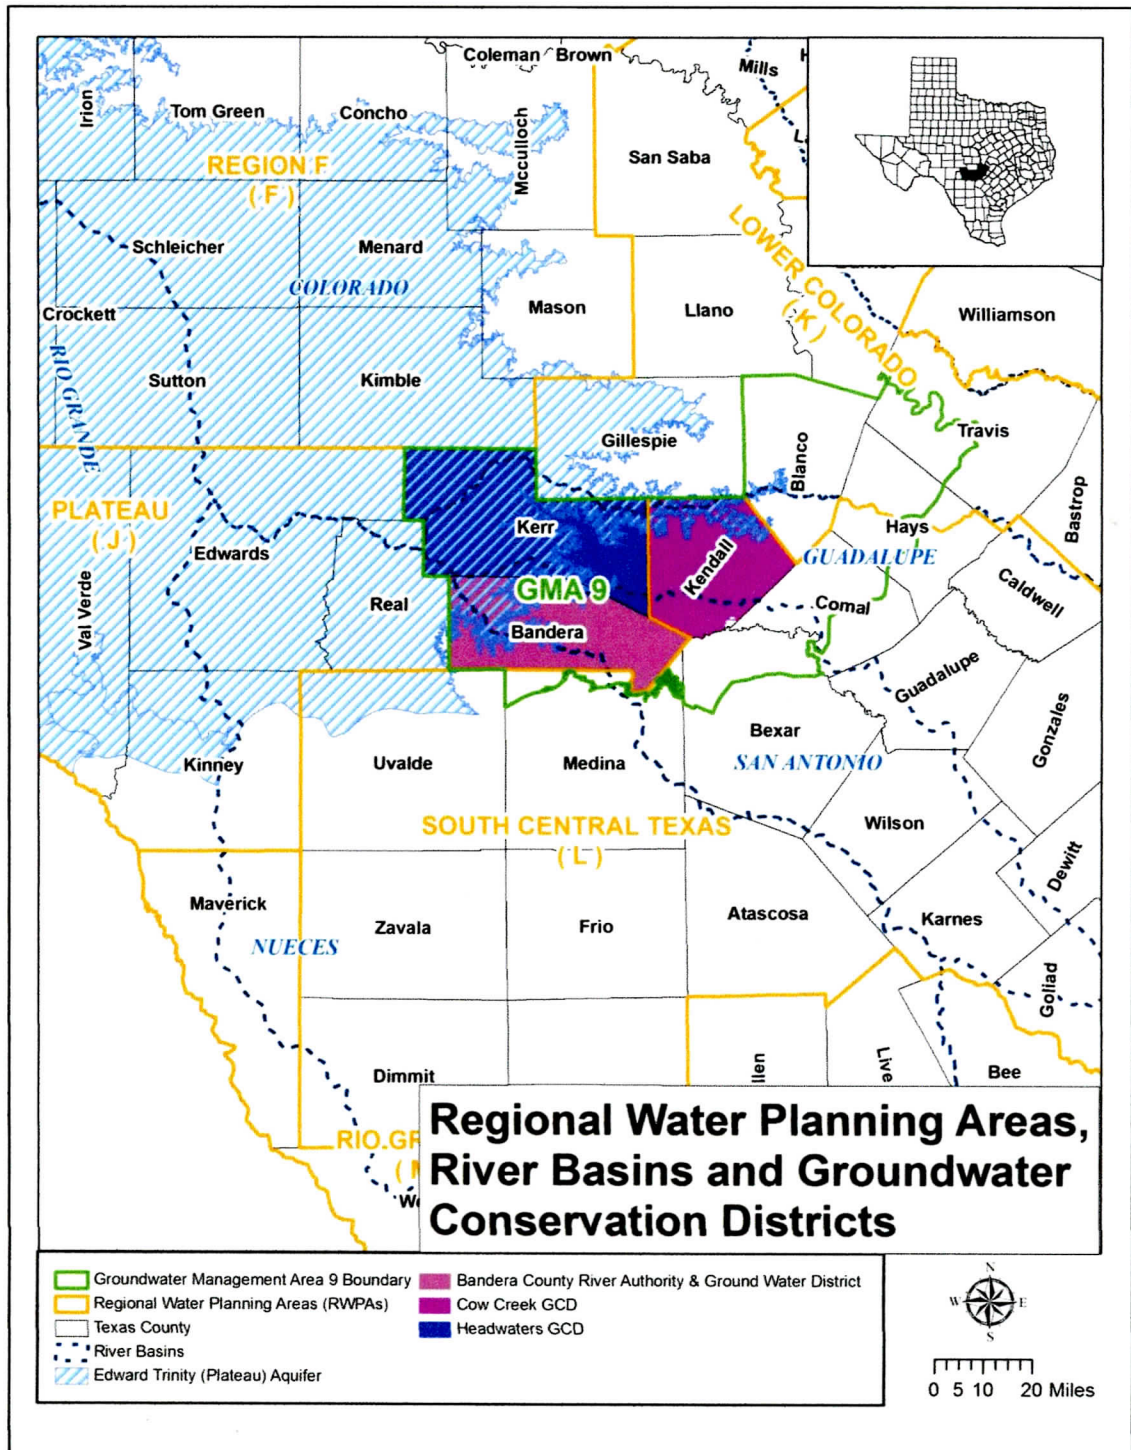 Coleman
Brown
Mills
Irion
Tom Green
Concho
Mcculloch
San Saba
REGION F
( F )
LOWER COLORADO
( K )
Schleicher
Menard
COLORADO
Mason
Llano
Williamson
Crockett
RIO GRANDE
Sutton
Kimble
Gillespie
Blanco
Travis
Bastrop
PLATEAU
( J )
Kerr
Hays
Edwards
Kendall
GUADALUPE
Caldwell
Val Verde
Real
GMA 9
Comal
Bandera
Guadalupe
Gonzales
Bexar
Kinney
Uvalde
Medina
SAN ANTONIO
SOUTH CENTRAL TEXAS
( L )
Wilson
Dewitt
Maverick
Zavala
Frio
Atascosa
Karnes
NUECES
Goliad
Dimmit
llen
Live
Bee
RIO GR
We
Regional Water Planning Areas,
River Basins and Groundwater
Conservation Districts
Groundwater Management Area 9 Boundary
Regional Water Planning Areas (RWPAs)
Texas County
River Basins
Edward Trinity (Plateau) Aquifer
Bandera County River Authority & Ground Water District
Cow Creek GCD
Headwaters GCD
N
W E
S
0 5 10 20 Miles